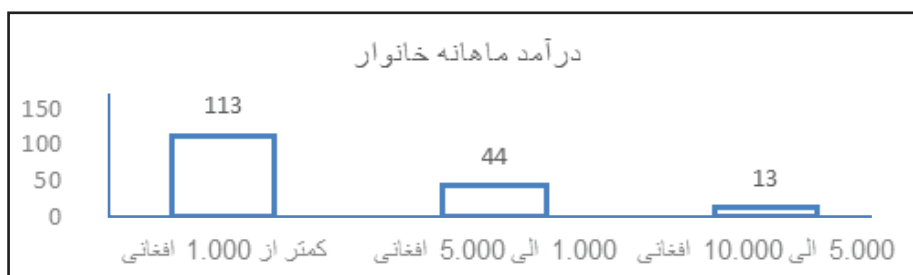 درآمد ماهانه خانوار
150
100
50
0
113
44
13
کمتر از 1.000 افغانی
1.000 الی 5.000 افغانی
5.000 الی 10.000 افغانی